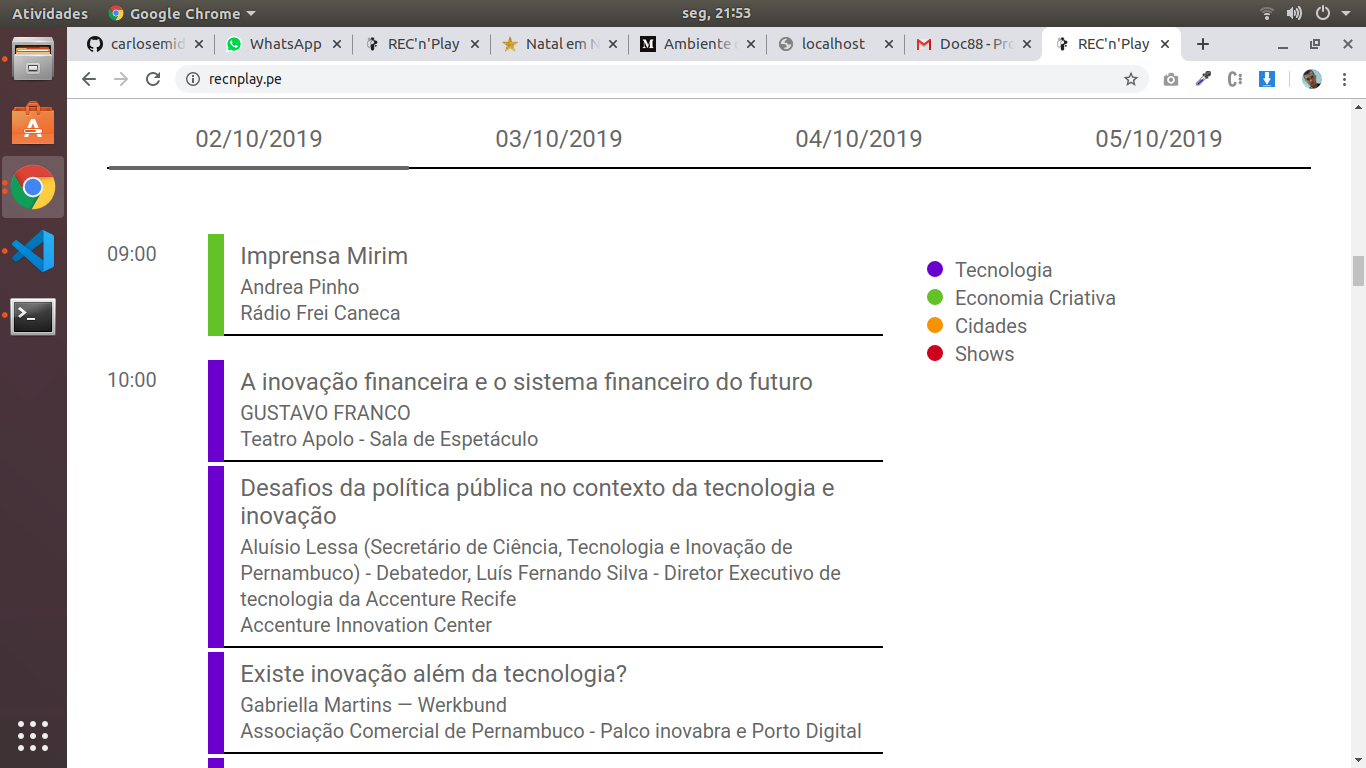 Atividades
Google Chrome
seg, 21:53
carlosemid
WhatsApp
REC'n'Play
Natal em N
Ambiente
localhost
Doc88 - Pro
REC'n'Play
recnplay.pe
02/10/2019
03/10/2019
04/10/2019
05/10/2019
09:00
Imprensa Mirim
Andrea Pinho
Rádio Frei Caneca
Tecnologia
Economia Criativa
Cidades
Shows
10:00
A inovação financeira e o sistema financeiro do futuro
GUSTAVO FRANCO
Teatro Apolo - Sala de Espetáculo
Desafios da política pública no contexto da tecnologia e
inovação
Aluísio Lessa (Secretário de Ciência, Tecnologia e Inovação de
Pernambuco) - Debatedor, Luís Fernando Silva - Diretor Executivo de
tecnologia da Accenture Recife
Accenture Innovation Center
Existe inovação além da tecnologia?
Gabriella Martins — Werkbund
Associação Comercial de Pernambuco - Palco inovabra e Porto Digital